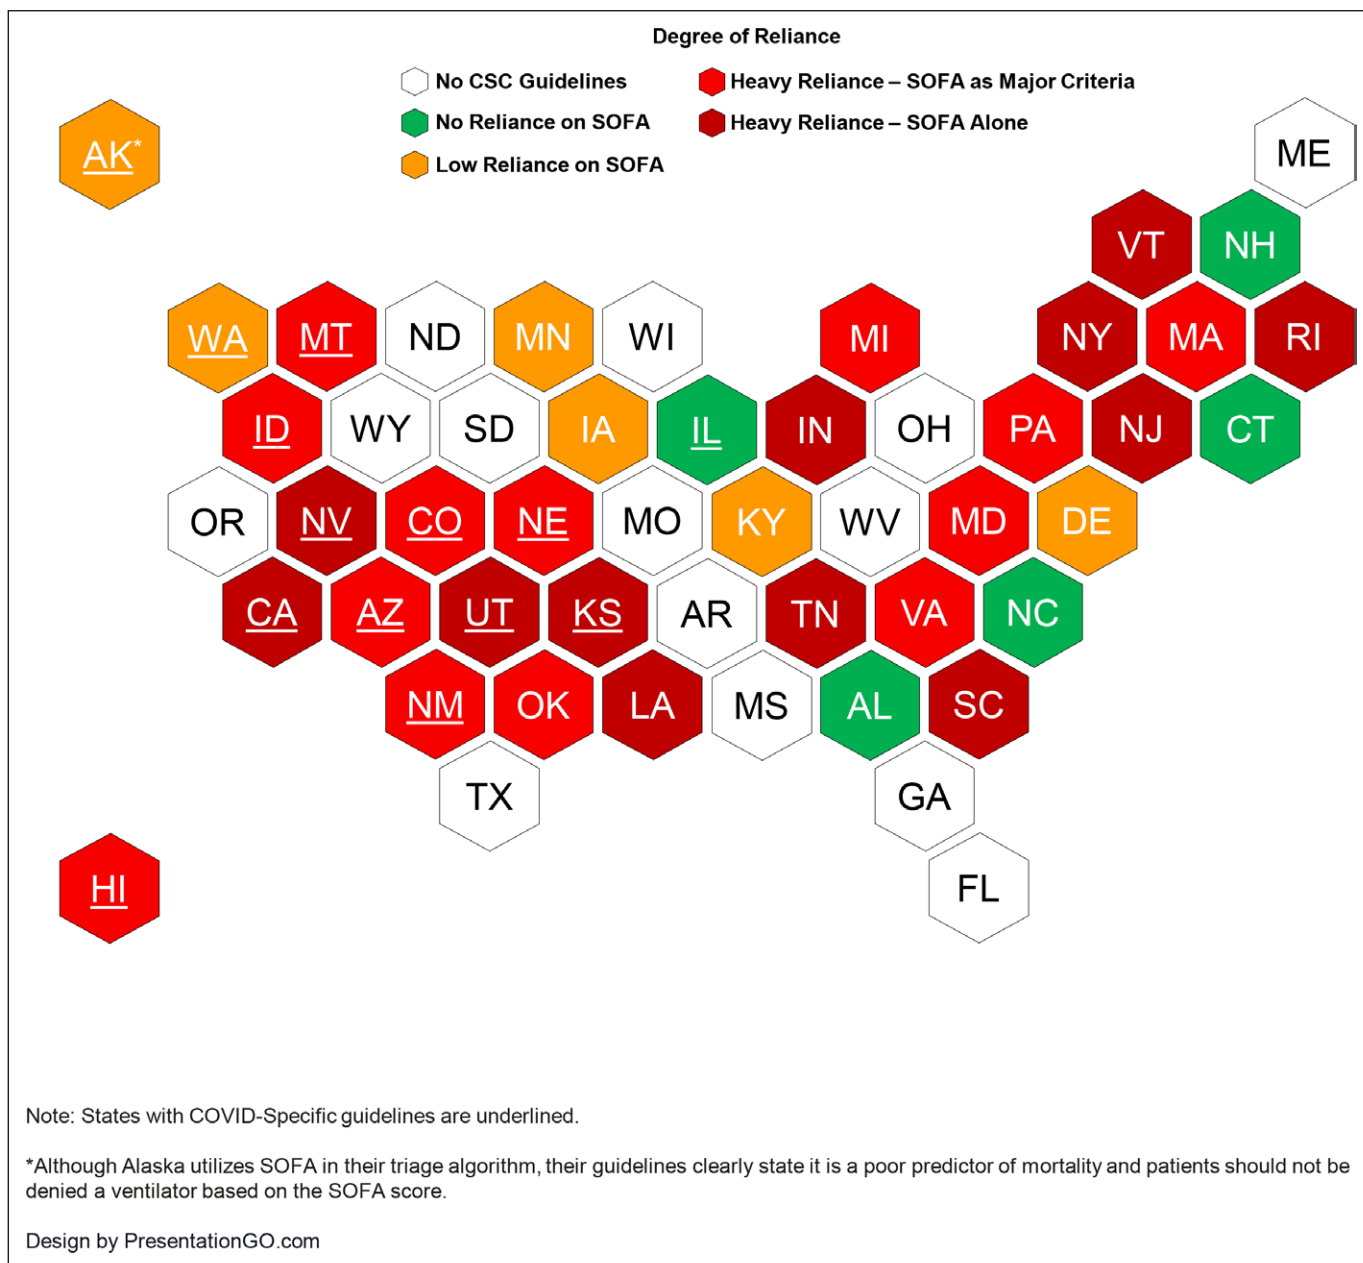 Degree of Reliance
No CSC Guidelines
Heavy Reliance – SOFA as Major Criteria
No Reliance on SOFA
Heavy Reliance – SOFA Alone
Low Reliance on SOFA
AK*
ME
VT NH
WA MT ND MN WI MI NY MA RI
ID WY SD IA IL IN OH PA NJ CT
OR NV CO NE MO KY WV MD DE
CA AZ UT KS AR TN VA NC
NM OK LA MS AL SC
TX GA
HI FL
Note: States with COVID-Specific guidelines are underlined.
*Although Alaska utilizes SOFA in their triage algorithm, their guidelines clearly state it is a poor predictor of mortality and patients should not be
denied a ventilator based on the SOFA score.
Design by PresentationGO.com